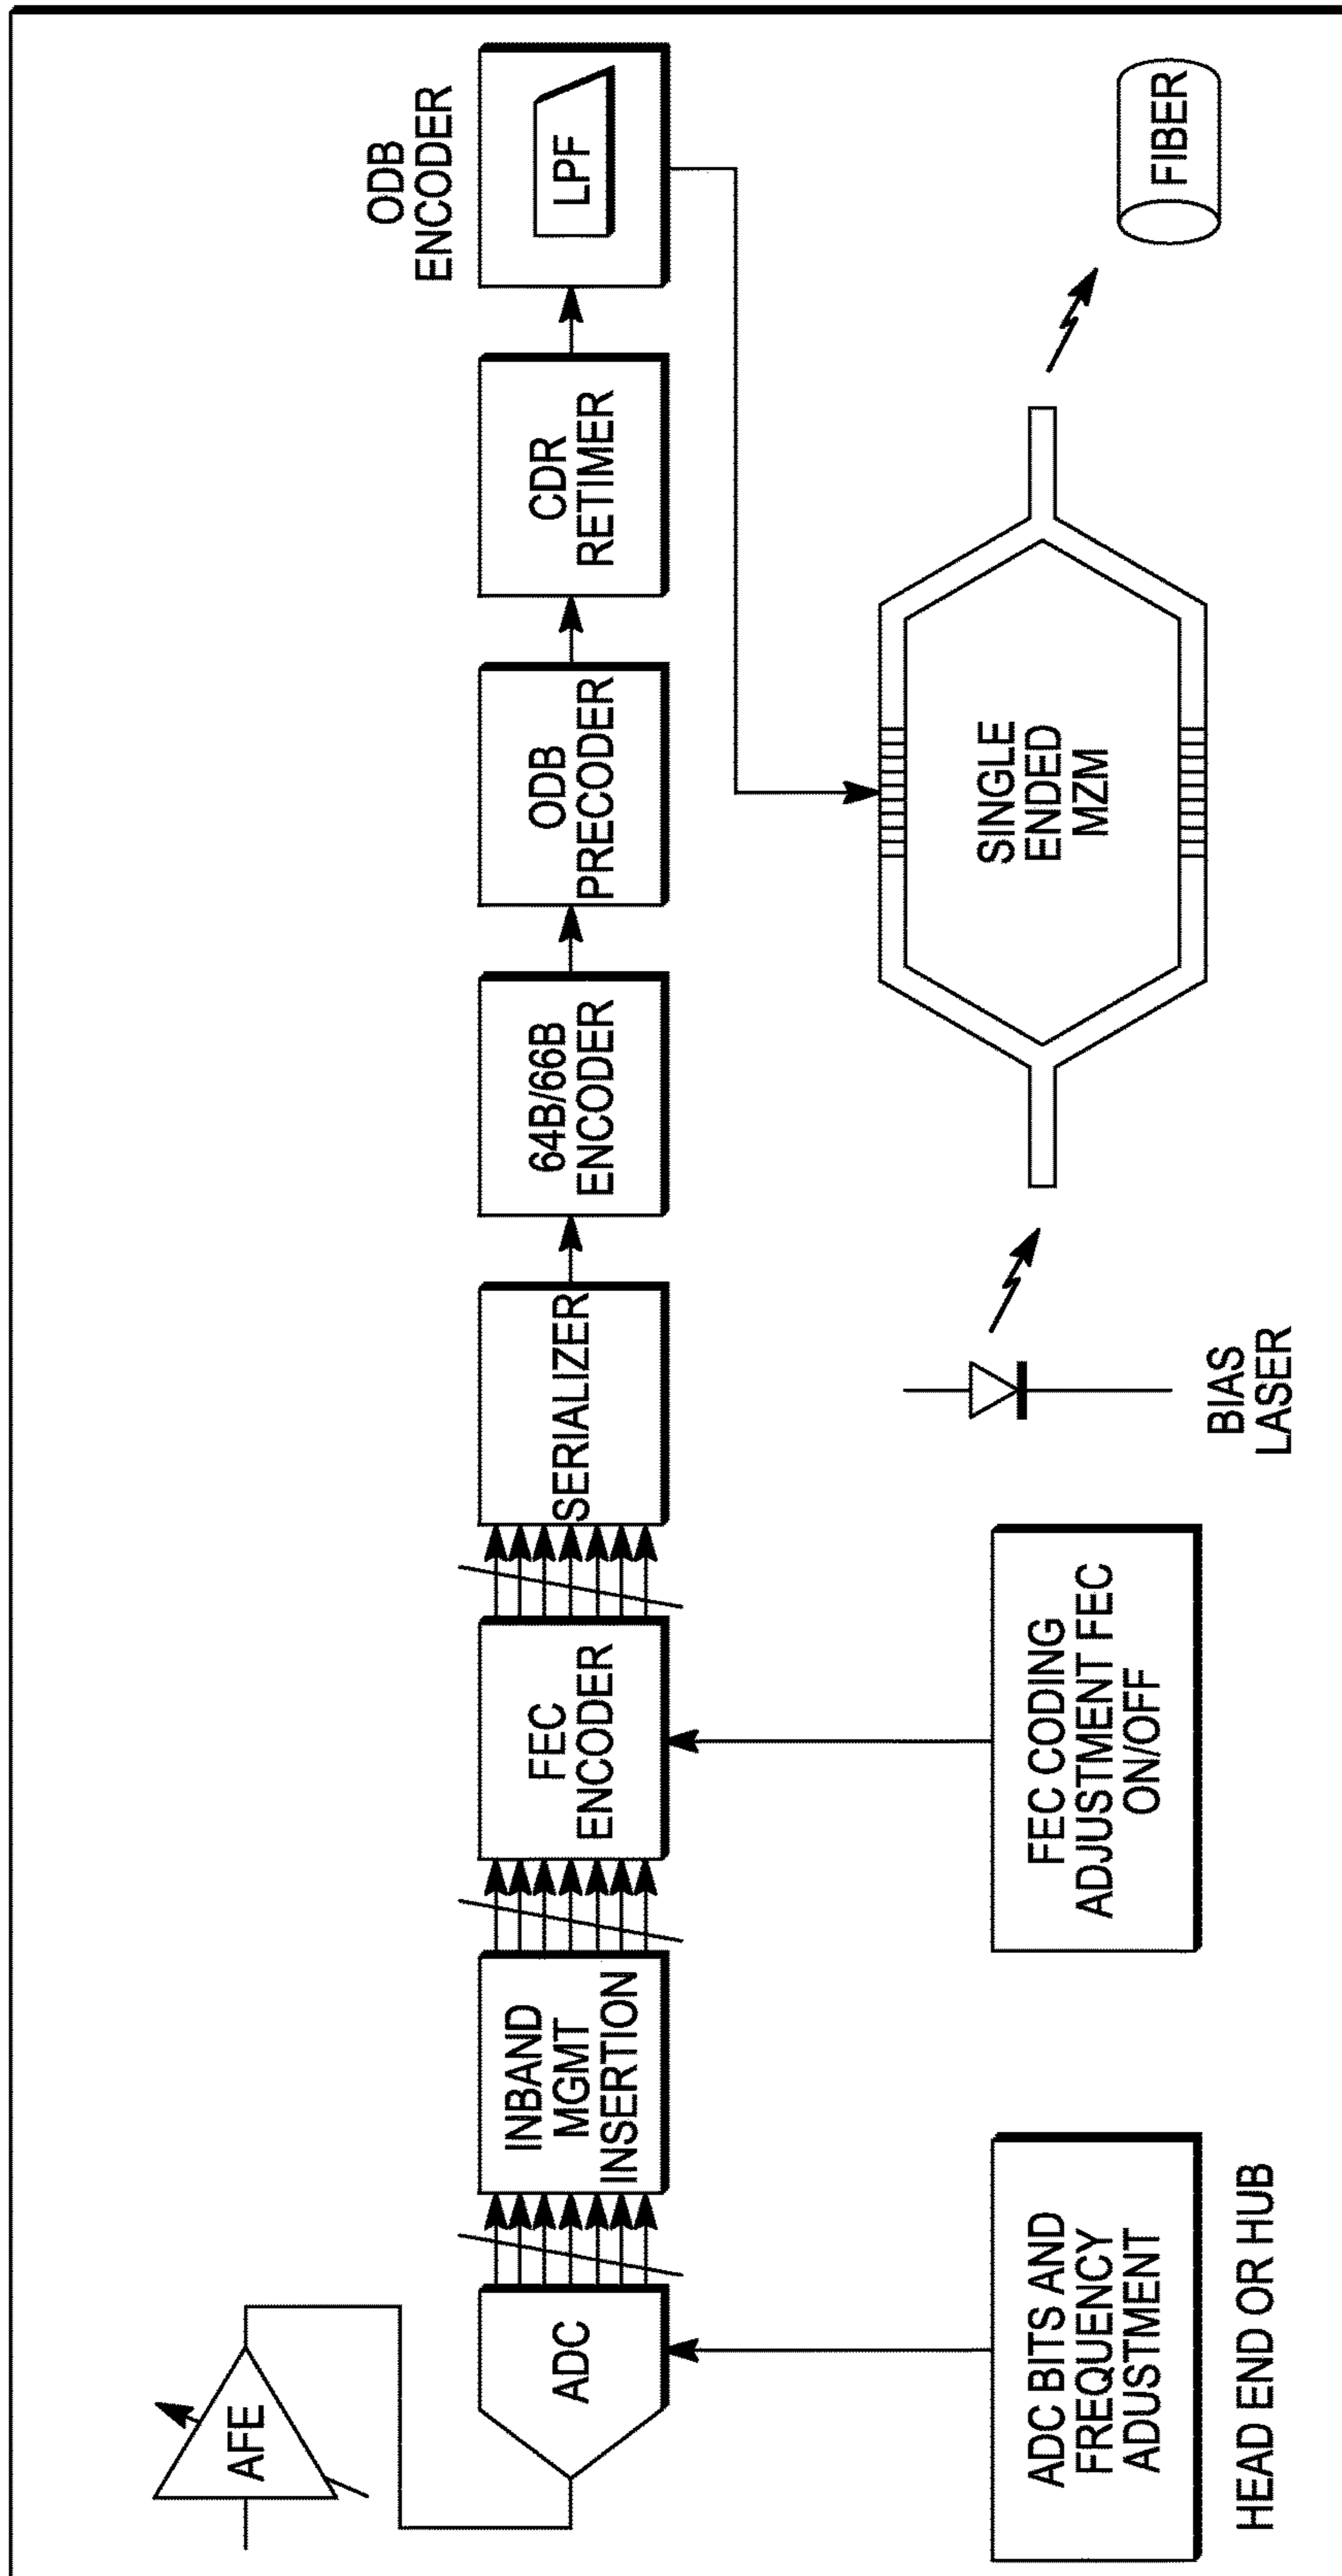 AFE
ADC
INBAND
MGMT
INSERTION
FEC
ENCODER
SERIALIZER
64B/66B
ENCODER
ODB
PRECODER
CDR
RETIMER
ODB
ENCODER
LPF
ADC BITS AND
FREQUENCY
ADUSTMENT
HEAD END OR HUB
FEC CODING
ADJUSTMENT FEC
ON/OFF
BIAS
LASER
SINGLE
ENDED
MZM
FIBER